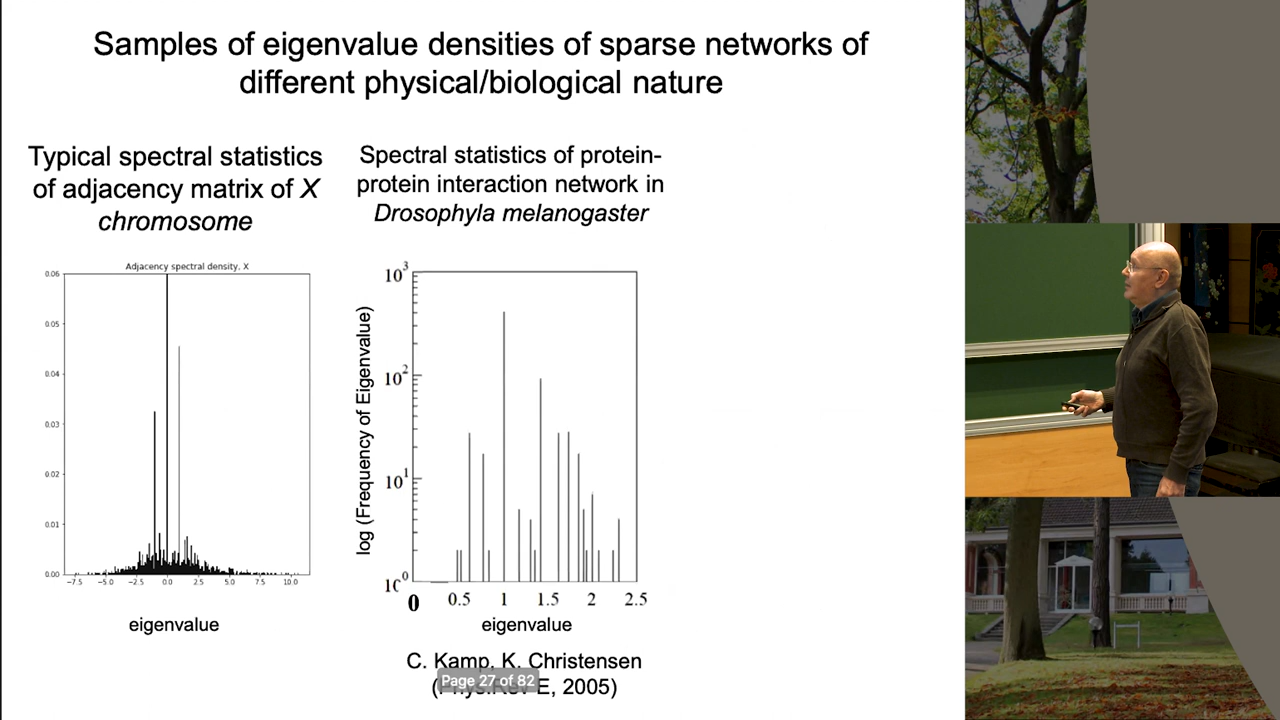 Samples of eigenvalue densities of sparse networks of
different physical/biological nature
Typical spectral statistics
of adjacency matrix of X
chromosome
Adjacency spectral density, X
0.06
0.05
0.04
0.03
0.02
0.01
0.00
−7.5 −5.0 −2.5 0.0 2.5 5.0 7.5 10.0
eigenvalue
Spectral statistics of protein-
protein interaction network in
Drosophyla melanogaster
log (Frequency of Eigenvalue)
10³
10²
10¹
10⁰
0 0.5 1 1.5 2 2.5
eigenvalue
C. Kamp, K. Christensen
E, 2005)
Page 27 of 82